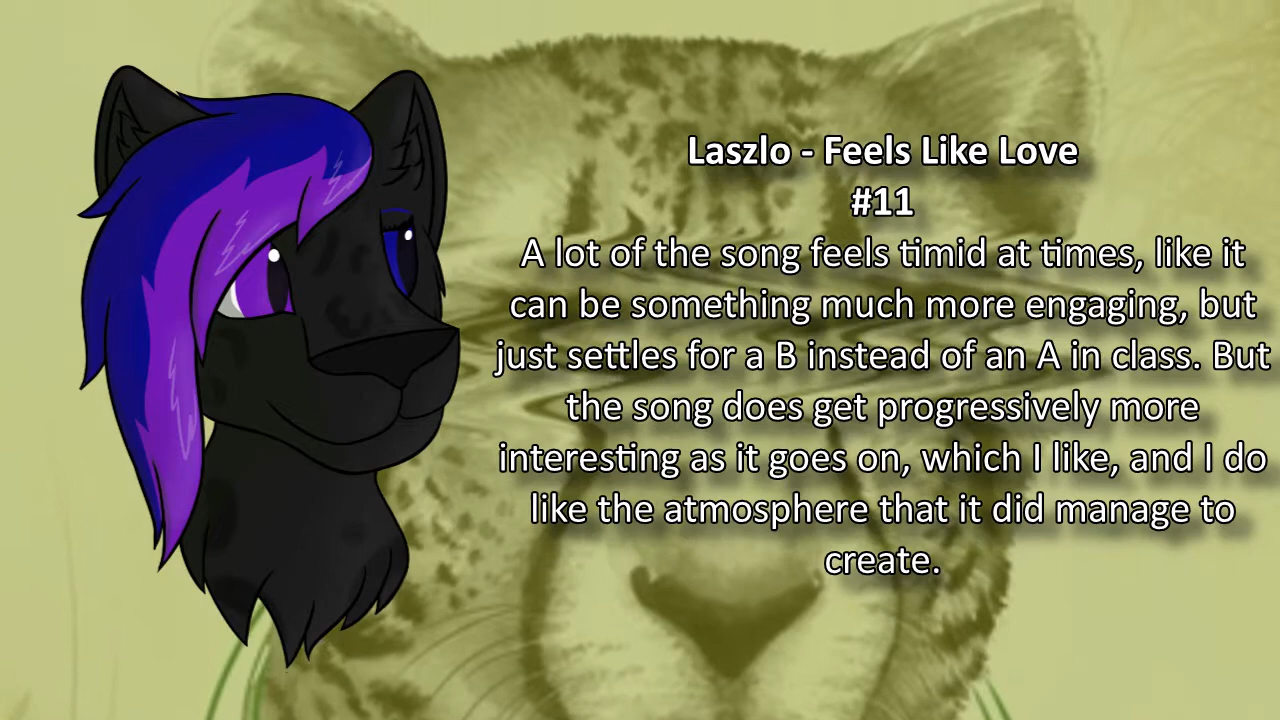 Laszlo - Feels Like Love
#11
A lot of the song feels timid at times, like it
can be something much more engaging, but
just settles for a B instead of an A in class. But
the song does get progressively more
interesting as it goes on, which I like, and I do
like the atmosphere that it did manage to
create.